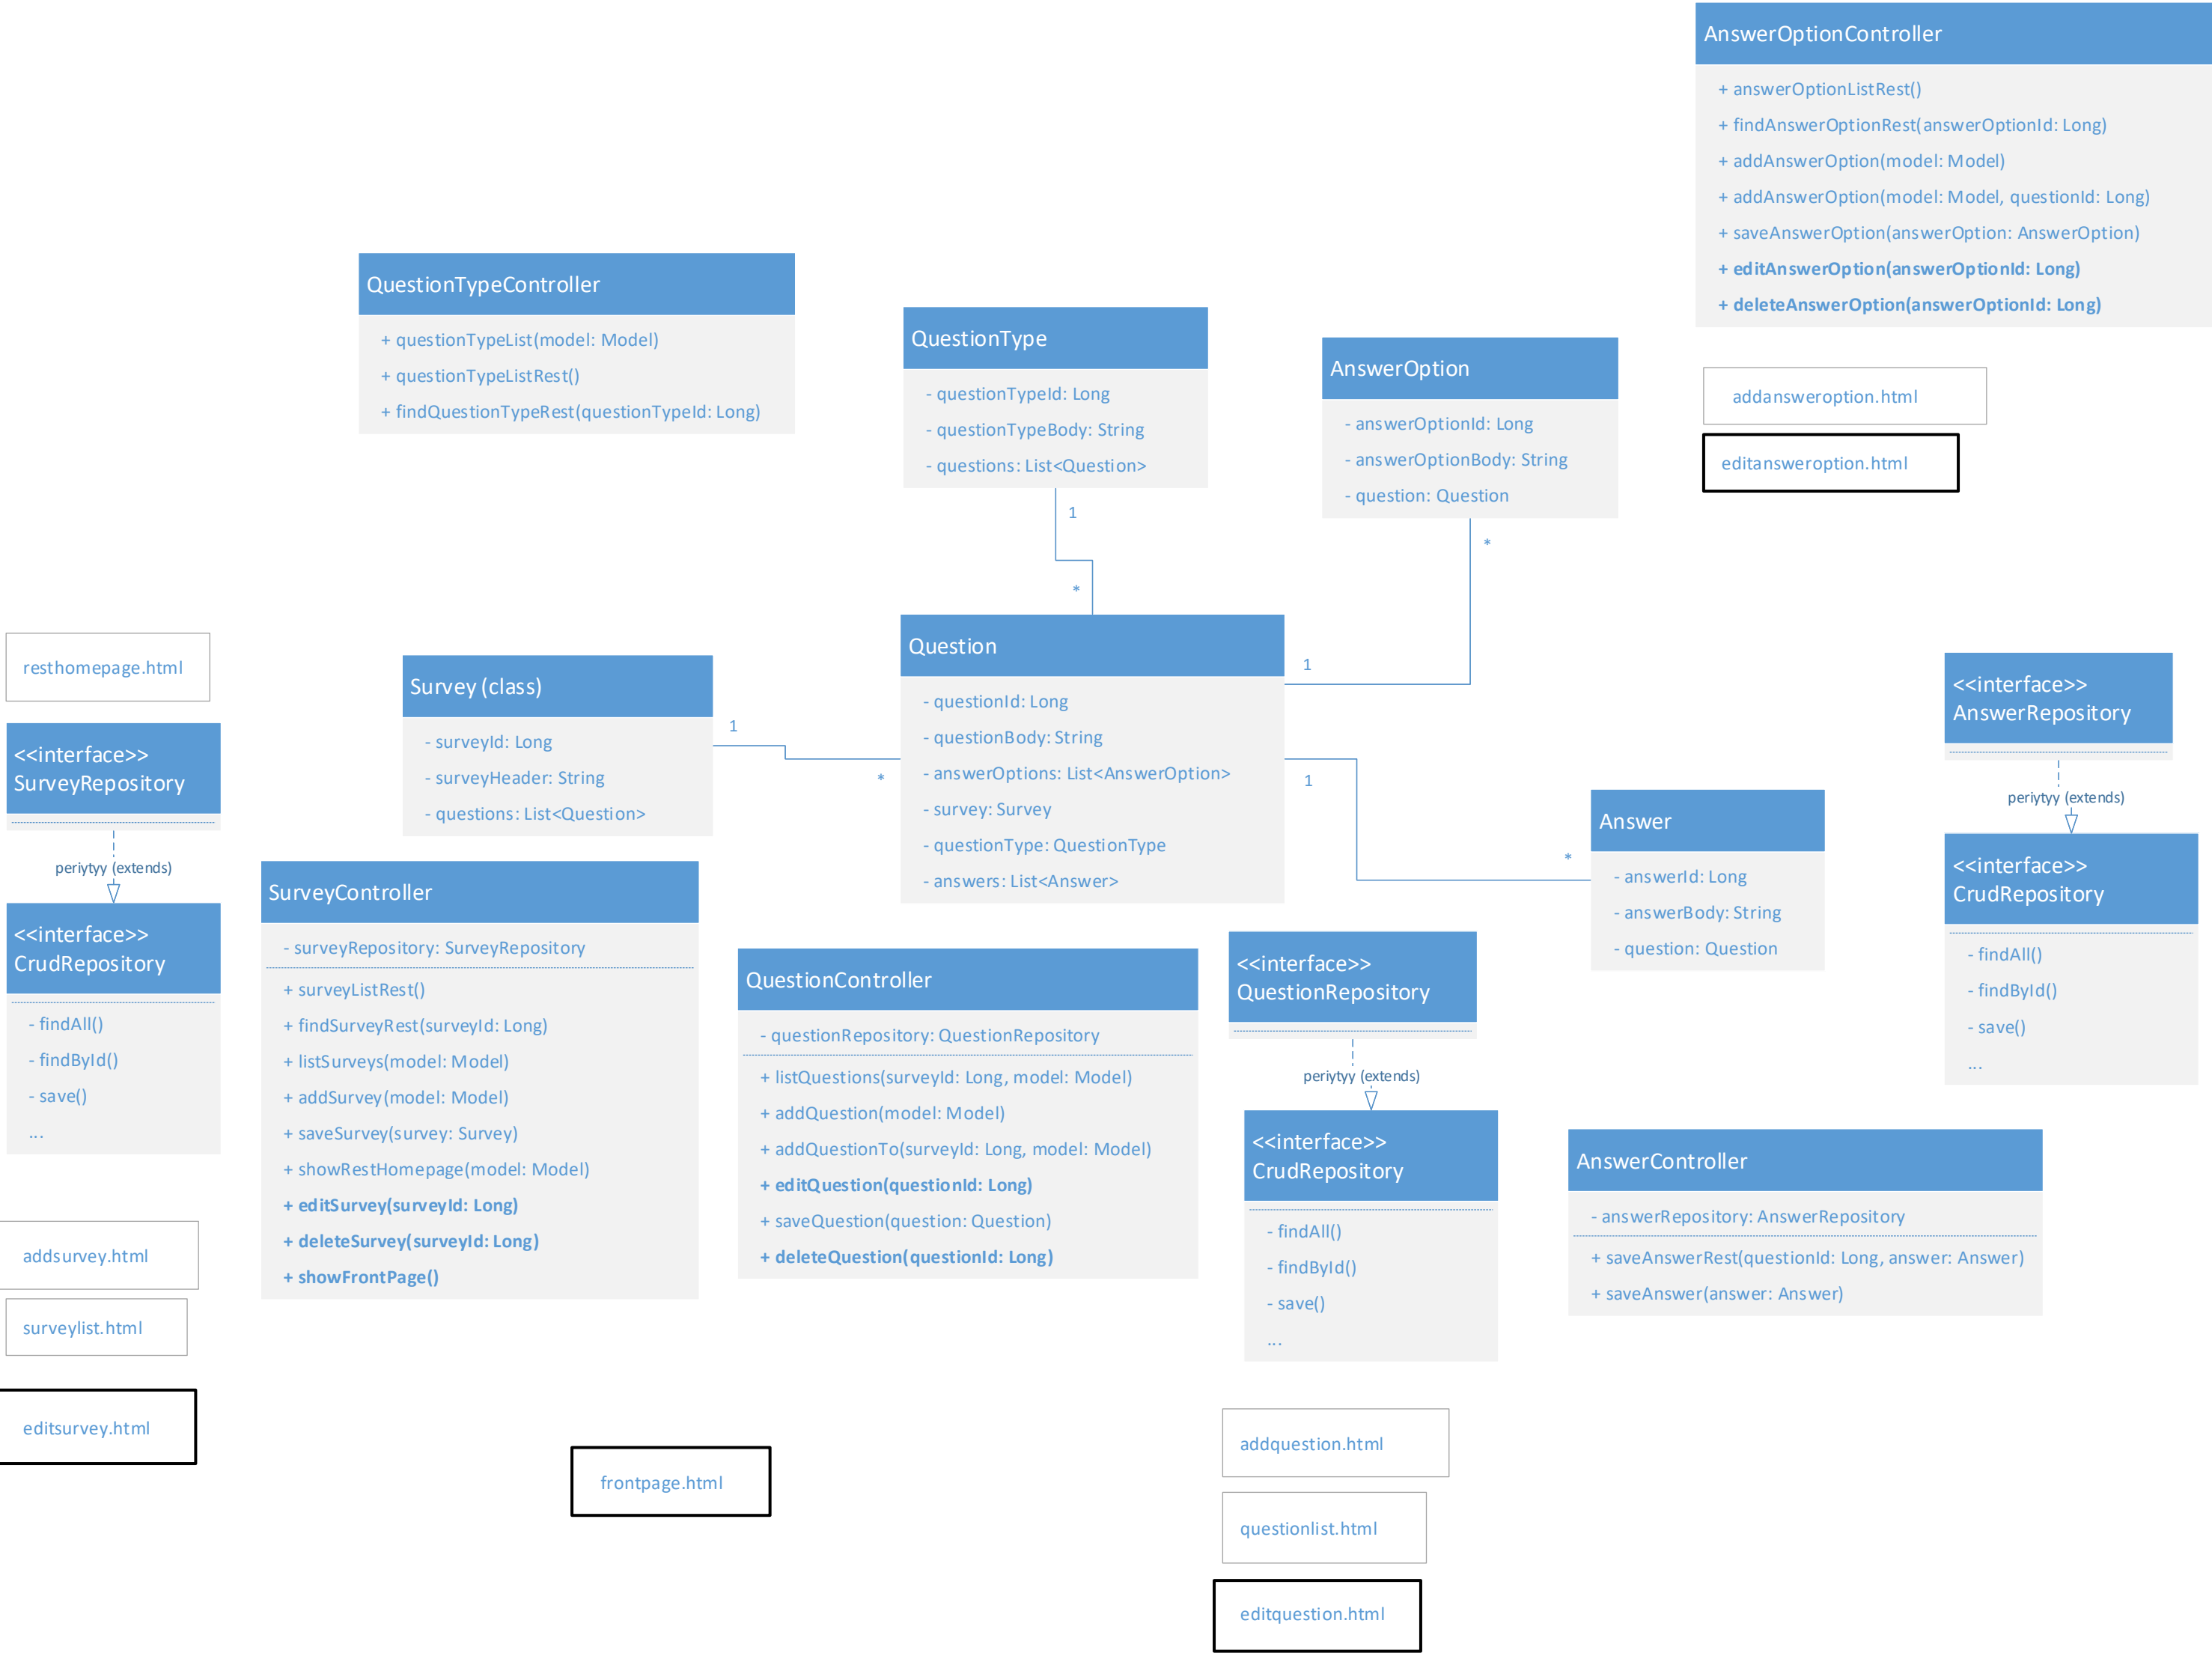 AnswerOptionController
+ answerOptionListRest()
+ findAnswerOptionRest(answerOptionId: Long)
+ addAnswerOption(model: Model)
+ addAnswerOption(model: Model, questionId: Long)
+ saveAnswerOption(answerOption: AnswerOption)
+ editAnswerOption(answerOptionId: Long)
+ deleteAnswerOption(answerOptionId: Long)
addansweroption.html
editansweroption.html
QuestionTypeController
+ questionTypeList(model: Model)
+ questionTypeListRest()
+ findQuestionTypeRest(questionTypeId: Long)
QuestionType
- questionTypeId: Long
- questionTypeBody: String
- questions: List<Question>
1
*
AnswerOption
- answerOptionId: Long
- answerOptionBody: String
- question: Question
*
1
Question
- questionId: Long
- questionBody: String
- answerOptions: List<AnswerOption>
- survey: Survey
- questionType: QuestionType
- answers: List<Answer>
1
*
Survey (class)
- surveyId: Long
- surveyHeader: String
- questions: List<Question>
1
*
resthomepage.html
<<interface>>
SurveyRepository
periytyy (extends)
<<interface>>
CrudRepository
- findAll()
- findById()
- save()
...
SurveyController
- surveyRepository: SurveyRepository
+ surveyListRest()
+ findSurveyRest(surveyId: Long)
+ listSurveys(model: Model)
+ addSurvey(model: Model)
+ saveSurvey(survey: Survey)
+ showRestHomepage(model: Model)
+ editSurvey(surveyId: Long)
+ deleteSurvey(surveyId: Long)
+ showFrontPage()
QuestionController
- questionRepository: QuestionRepository
+ listQuestions(surveyId: Long, model: Model)
+ addQuestion(model: Model)
+ addQuestionTo(surveyId: Long, model: Model)
+ editQuestion(questionId: Long)
+ saveQuestion(question: Question)
+ deleteQuestion(questionId: Long)
<<interface>>
QuestionRepository
periytyy (extends)
<<interface>>
CrudRepository
- findAll()
- findById()
- save()
...
Answer
- answerId: Long
- answerBody: String
- question: Question
<<interface>>
AnswerRepository
periytyy (extends)
<<interface>>
CrudRepository
- findAll()
- findById()
- save()
...
AnswerController
- answerRepository: AnswerRepository
+ saveAnswerRest(questionId: Long, answer: Answer)
+ saveAnswer(answer: Answer)
addsurvey.html
surveylist.html
editsurvey.html
frontpage.html
addquestion.html
questionlist.html
editquestion.html